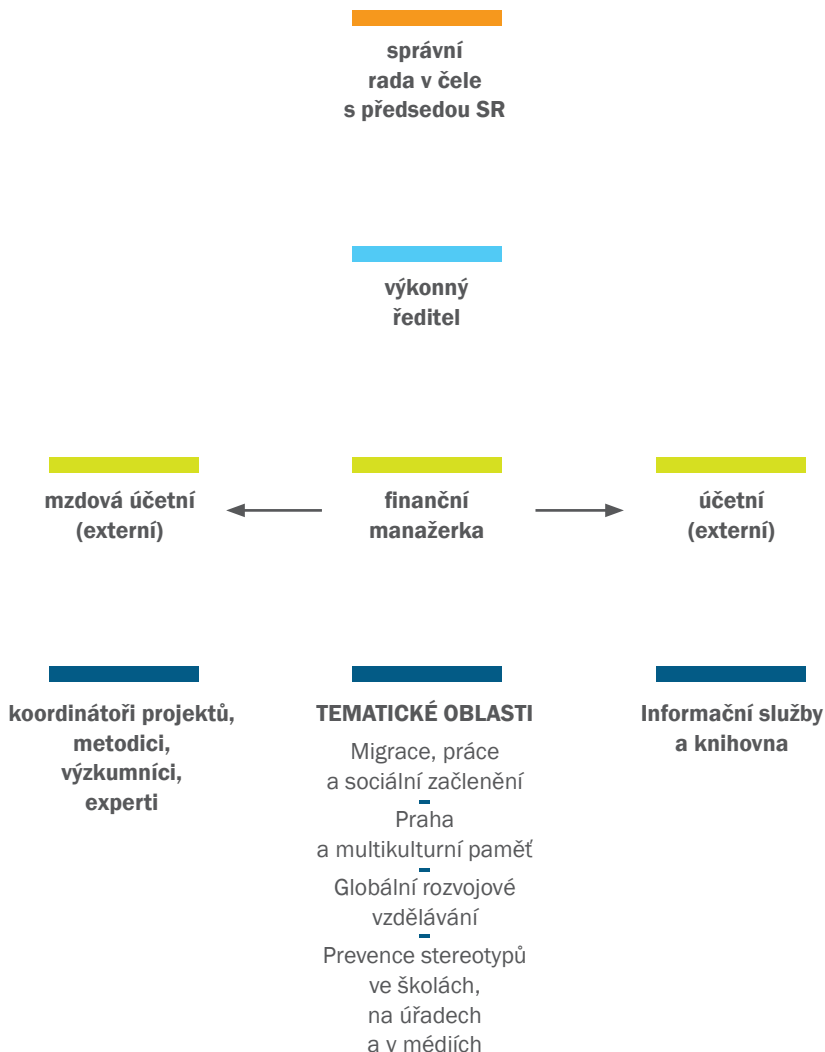 správní
rada v čele
s předsedou SR
výkonný
ředitel
mzdová účetní
(externí)
finanční
manažerka
účetní
(externí)
koordinátoři projektů,
metodici,
výzkumníci,
experti
TEMATICKÉ OBLASTI
Migrace, práce
a sociální začlenění
Praha
a multikulturní paměť
Globální rozvojové
vzdělávání
Prevence stereotypů
ve školách,
na úřadech
a v médiích
Informační služby
a knihovna